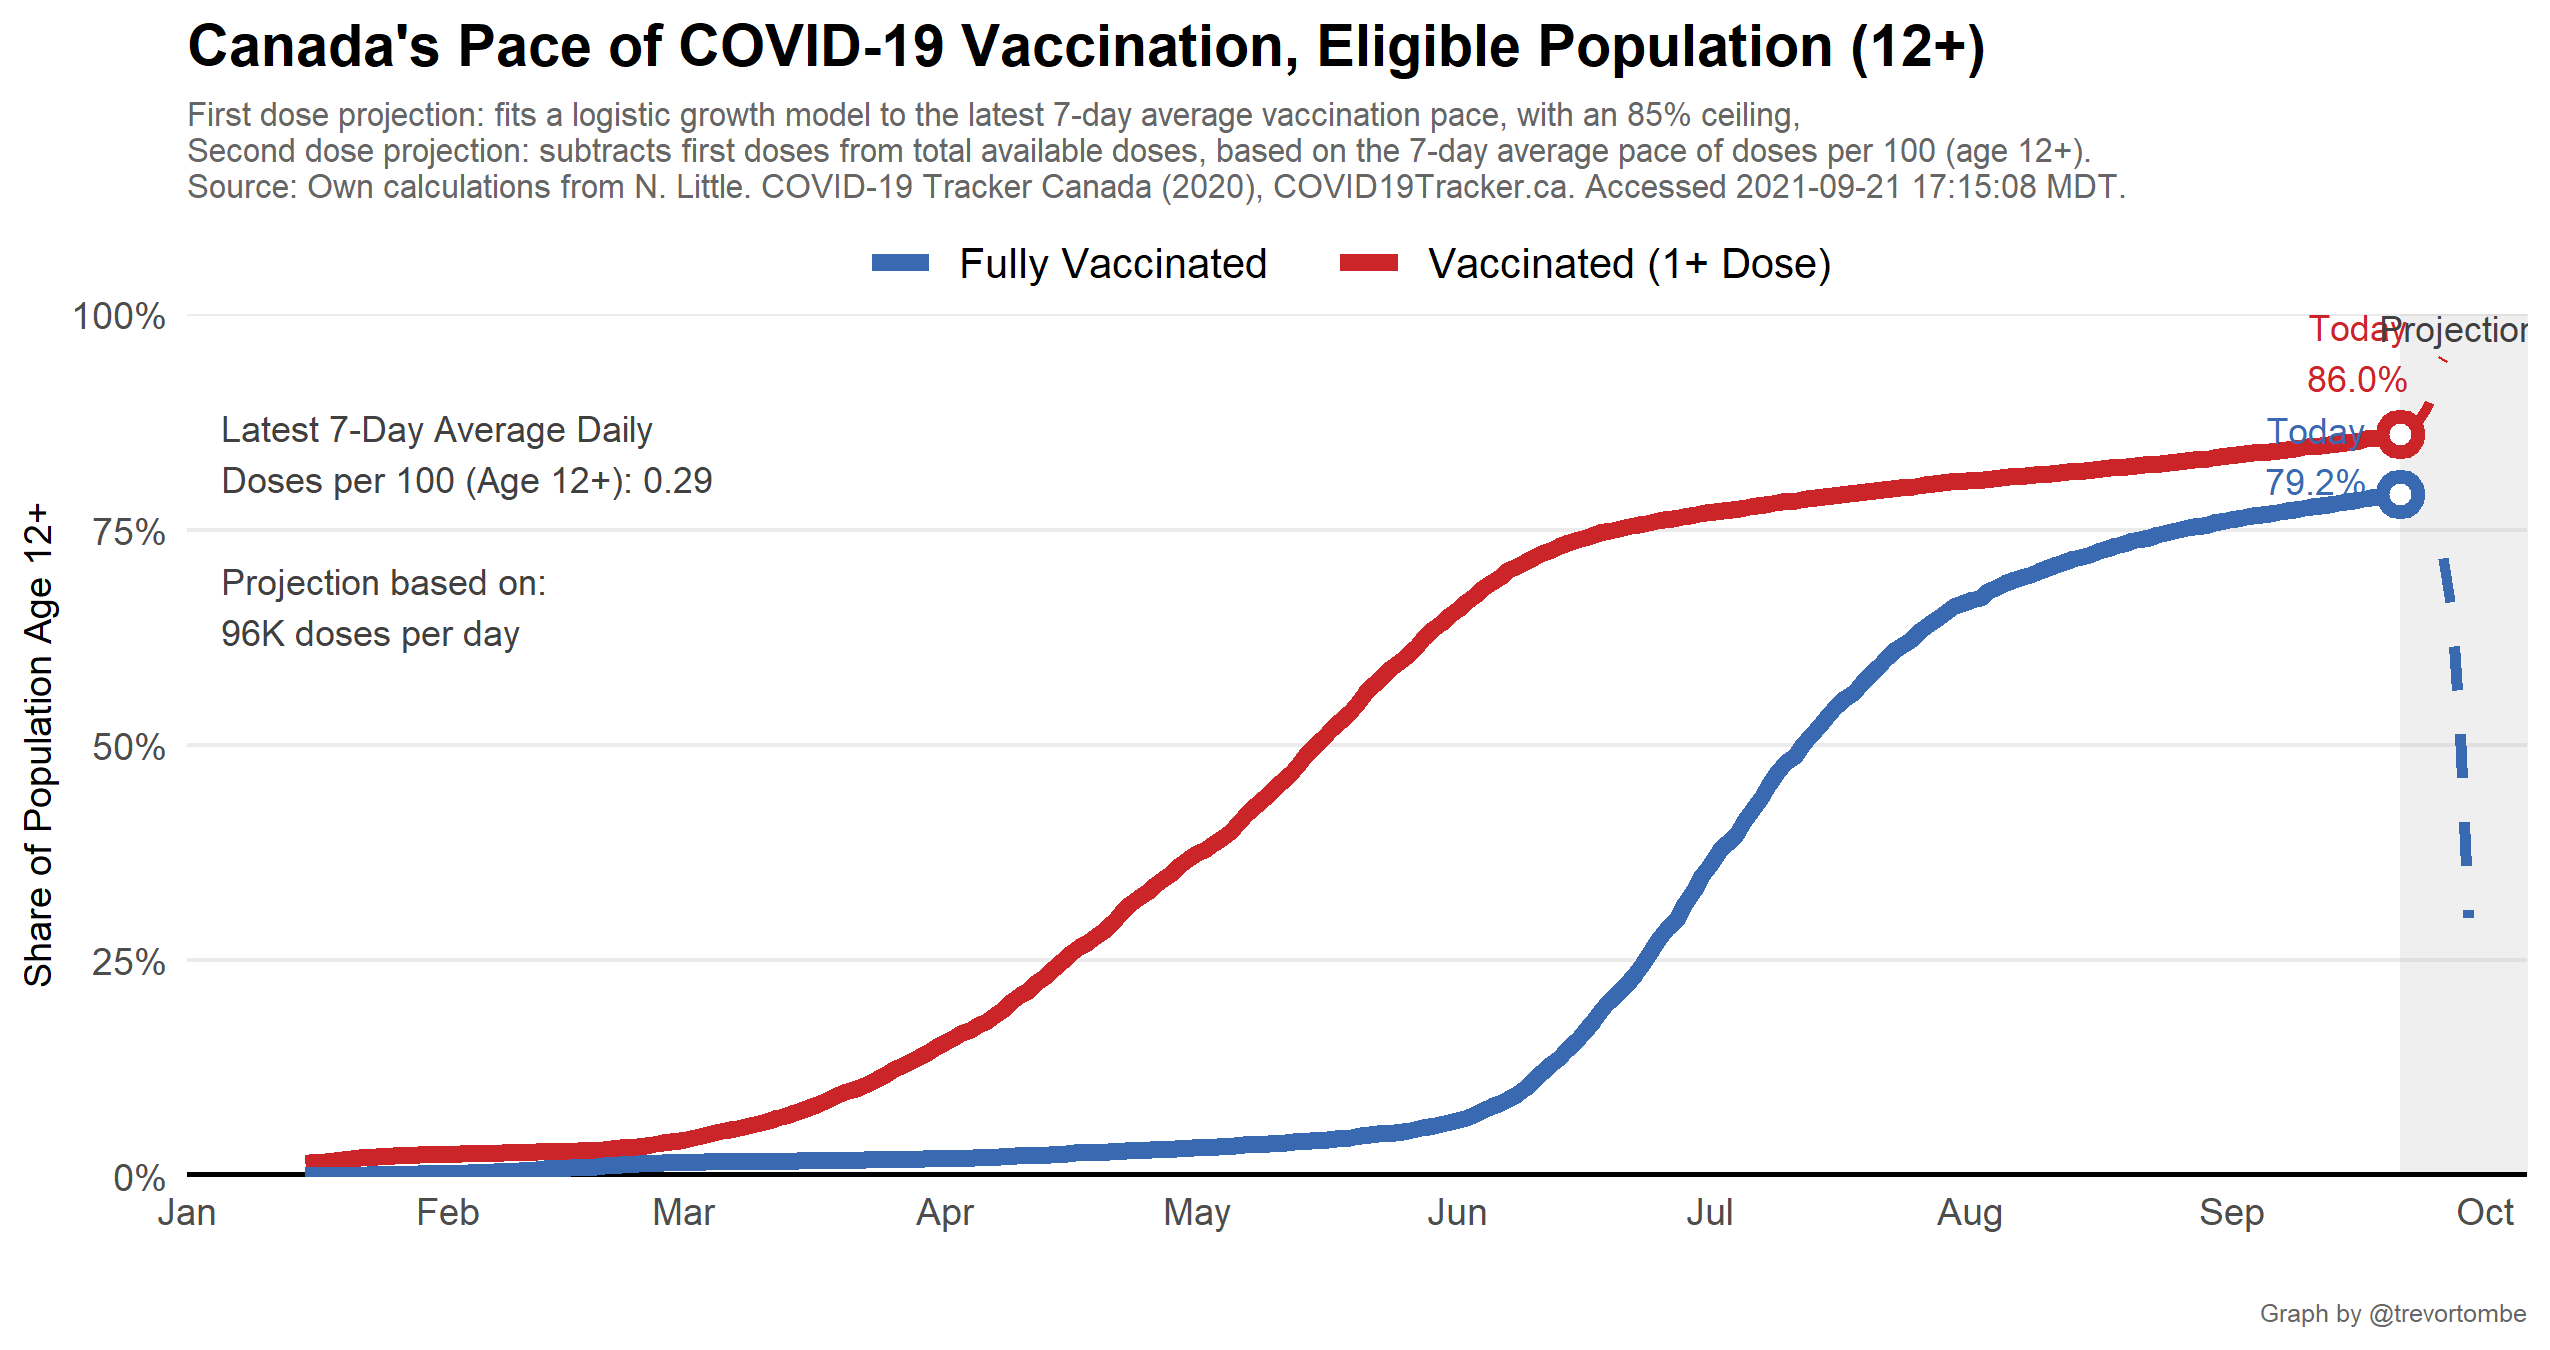 Canada's Pace of COVID-19 Vaccination, Eligible Population (12+)
First dose projection: fits a logistic growth model to the latest 7-day average vaccination pace, with an 85% ceiling,
Second dose projection: subtracts first doses from total available doses, based on the 7-day average pace of doses per 100 (age 12+).
Source: Own calculations from N. Little. COVID-19 Tracker Canada (2020), COVID19Tracker.ca. Accessed 2021-09-21 17:15:08 MDT.
Fully Vaccinated
Vaccinated (1+ Dose)
Share of Population Age 12+
100%
75%
50%
25%
0%
Latest 7-Day Average Daily
Doses per 100 (Age 12+): 0.29
Projection based on:
96K doses per day
Today
86.0%
Projection
Today
79.2%
Jan
Feb
Mar
Apr
May
Jun
Jul
Aug
Sep
Oct
Graph by @trevortombe